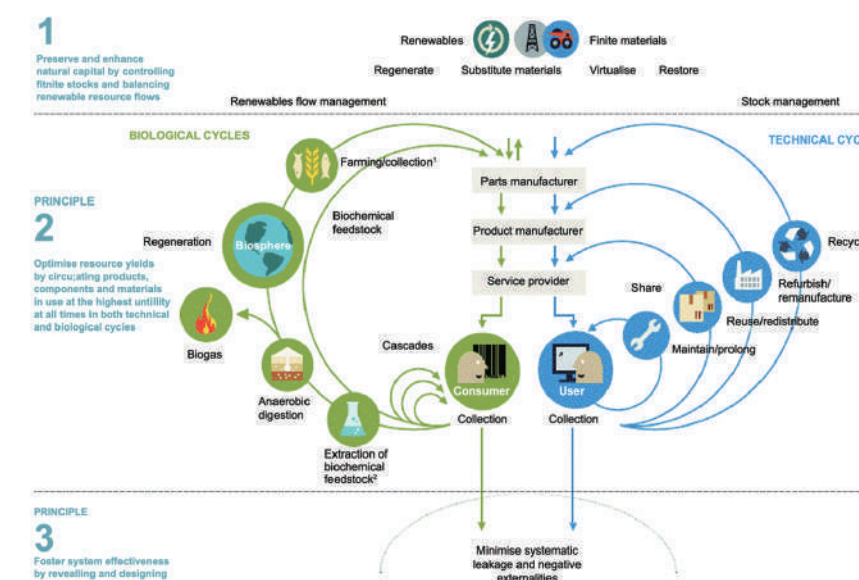 1
Preserve and enhance
natural capital by controlling
fitnite stocks and balancing
renewable resource flows
Renewables
Finite materials
Regenerate
Substitute materials
Virtualise
Restore
Renewables flow management
Stock management
BIOLOGICAL CYCLES
TECHNICAL CYC
Farming/collection¹
Parts manufacturer
PRINCIPLE
2
Optimise resource yields
by circu;ating products,
components and materials
in use at the highest untillity
at all times in both technical
and biological cycles
Biochemical
feedstock
Regeneration
Biosphere
Product manufacturer
Recyc
Service provider
Share
Refurbish/
remanufacture
Reuse/redistribute
Maintain/prolong
Biogas
Cascades
Consumer
User
Anaerobic
digestion
Collection
Collection
Extraction of
biochemical
feedstock²
PRINCIPLE
3
Foster system effectiveness
by revealling and designing
Minimise systematic
leakage and negative
externalities